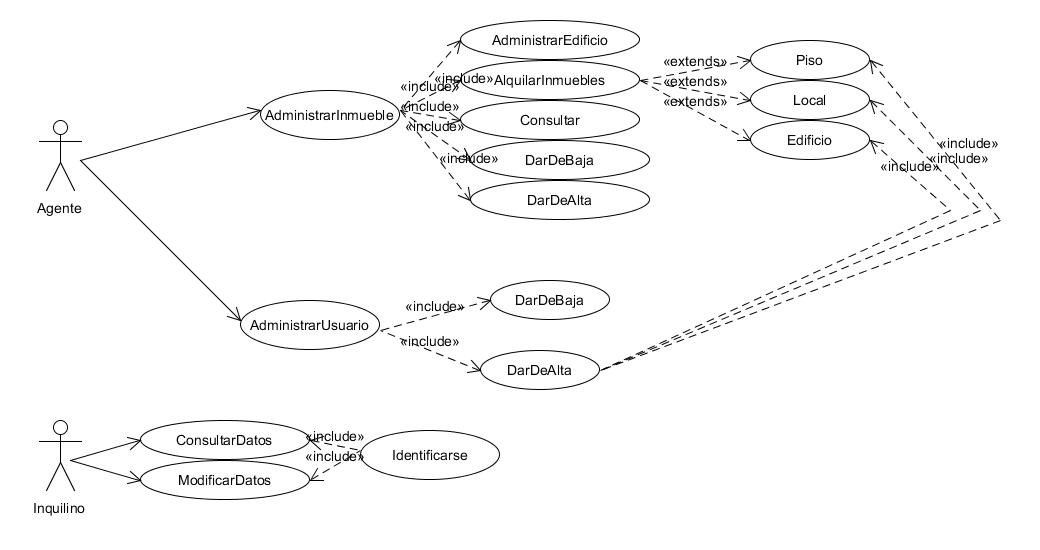 AdministrarEdificio
«include»
«include»
AlquilarInmuebles
«extends»
Piso
«extends»
Local
«extends»
AdministrarInmueble
«include»
Consultar
«include»
Edificio
DarDeBaja
«include»
«include»
«include»
«include»
Agente
DarDeAlta
AdministrarUsuario
«include»
DarDeBaja
«include»
DarDeAlta
ConsultarDatos
«include»
«include»
Identificarse
ModificarDatos
Inquilino